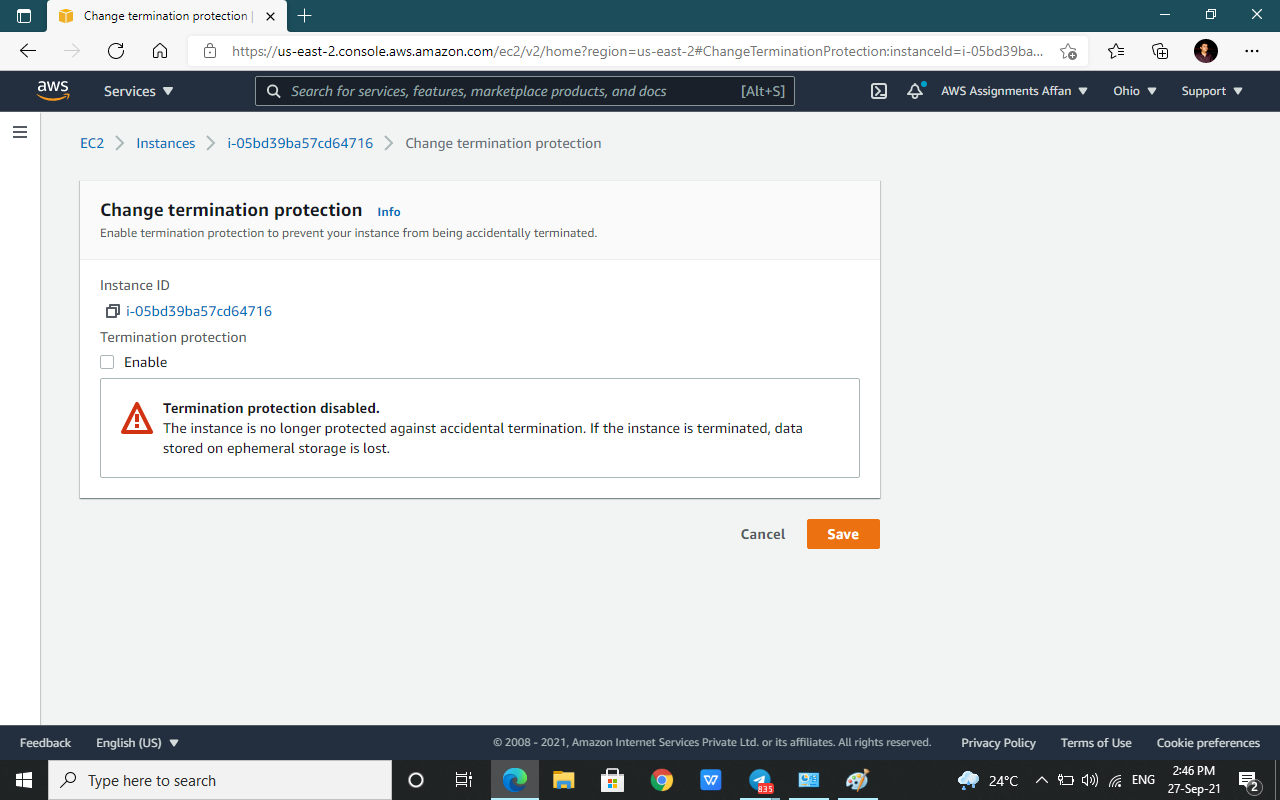 Change termination protection |
https://us-east-2.console.aws.amazon.com/ec2/v2/home?region=us-east-2#ChangeTerminationProtection:instanceId=i-05bd39ba...
aws
Services
Search for services, features, marketplace products, and docs [Alt+S]
AWS Assignments Affan
Ohio
Support
EC2
Instances
i-05bd39ba57cd64716
Change termination protection
Change termination protection Info
Enable termination protection to prevent your instance from being accidentally terminated.
Instance ID
i-05bd39ba57cd64716
Termination protection
Enable
Termination protection disabled.
The instance is no longer protected against accidental termination. If the instance is terminated, data
stored on ephemeral storage is lost.
Cancel
Save
Feedback
English (US)
© 2008 - 2021, Amazon Internet Services Private Ltd. or its affiliates. All rights reserved.
Privacy Policy
Terms of Use
Cookie preferences
Type here to search
835
24°C
ENG
2:46 PM
27-Sep-21
2